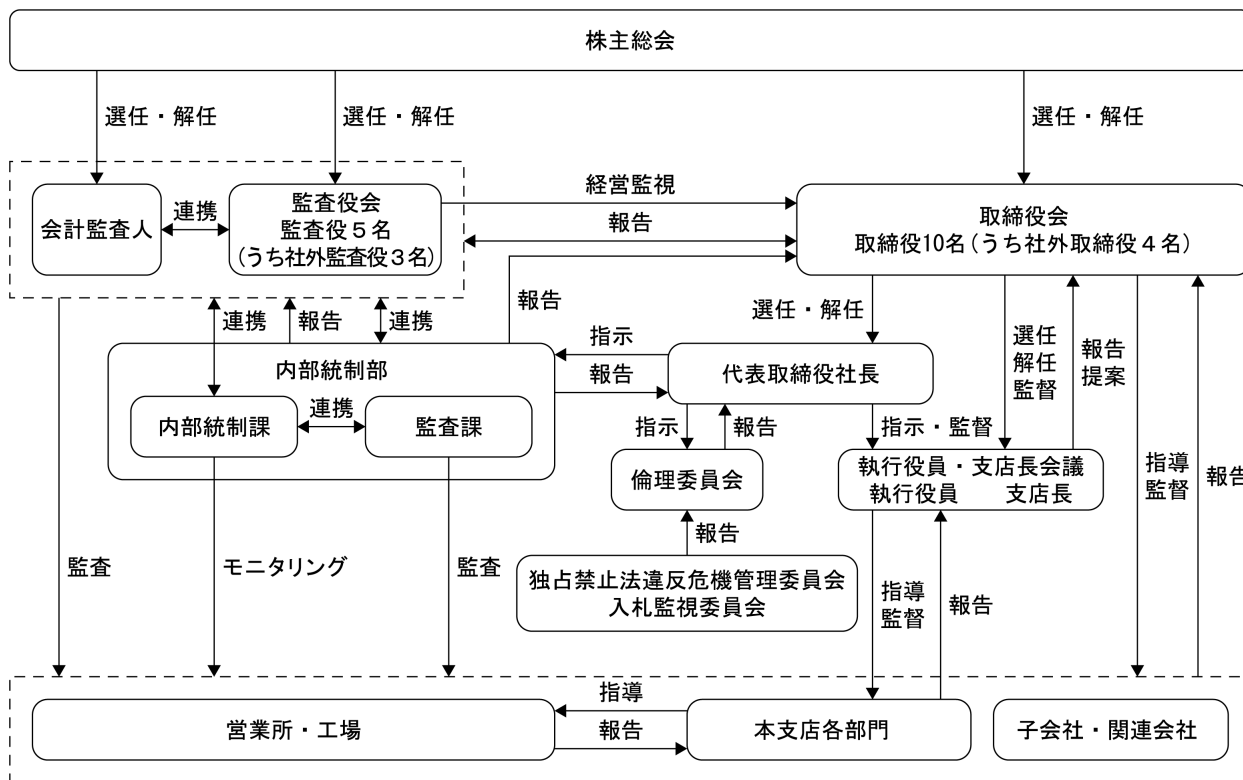 株主総会
選任・解任
選任・解任
選任・解任
会計監査人
連携
監査役会
監査役5名
(うち社外監査役3名)
経営監視
報告
取締役会
取締役10名(うち社外取締役4名)
連携
報告
連携
報告
選任・解任
選任
解任
監督
報告
提案
内部統制部
指示
報告
代表取締役社長
内部統制課
連携
監査課
指示
報告
指示・監督
倫理委員会
執行役員・支店長会議
執行役員 支店長
指導
監督
報告
報告
監査
モニタリング
監査
独占禁止法違反危機管理委員会
入札監視委員会
指導
監督
報告
営業所・工場
指導
報告
本支店各部門
子会社・関連会社